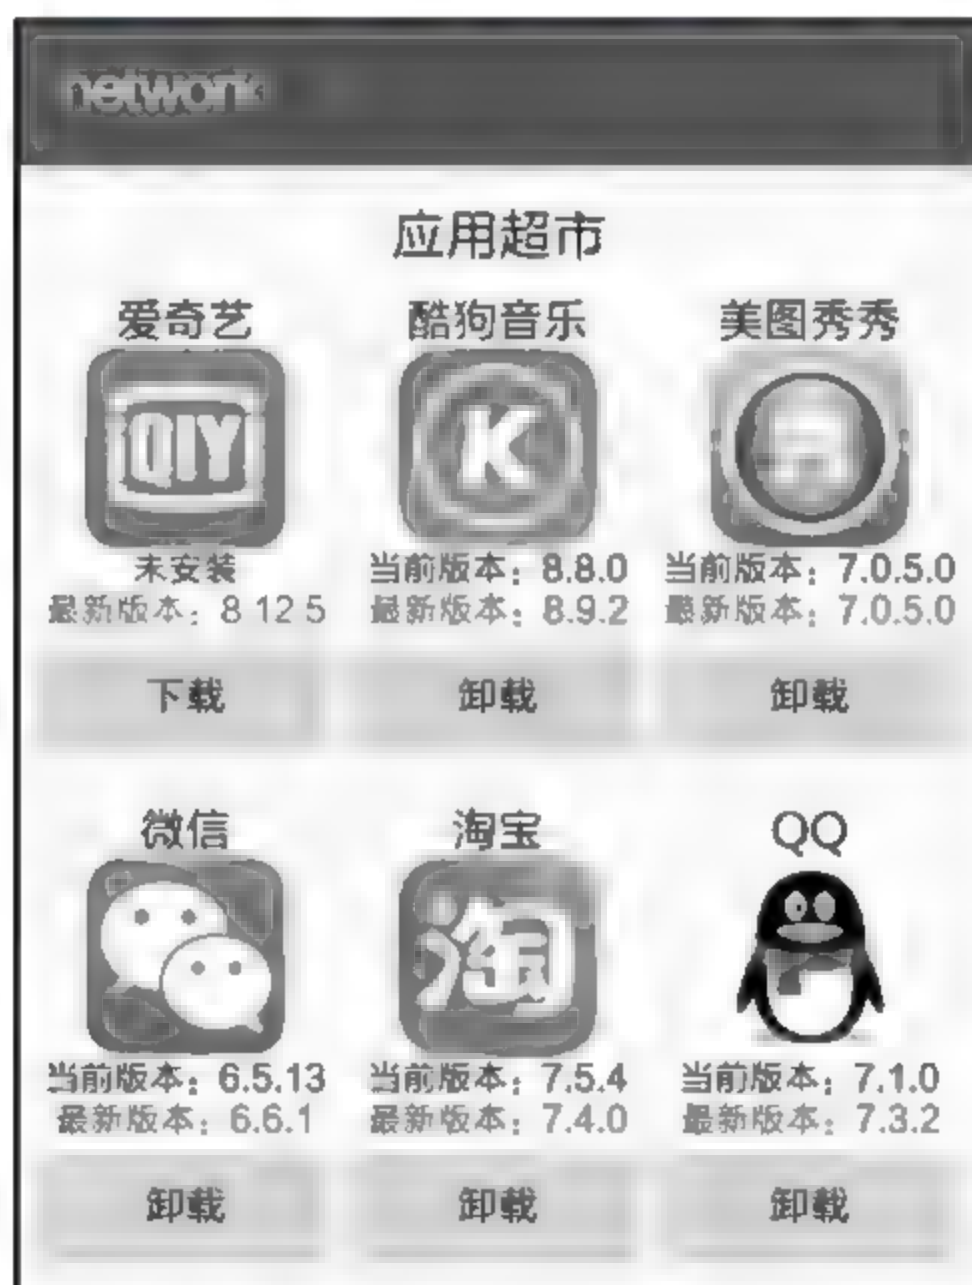 network
应用超市
爱奇艺 酷狗音乐 美图秀秀
QIY K
未安装 当前版本：8.8.0 当前版本：7.0.5.0
最新版本：8.12.5 最新版本：8.9.2 最新版本：7.0.5.0
下载 卸载 卸载
微信 淘宝 QQ
淘
当前版本：6.5.13 当前版本：7.5.4 当前版本：7.1.0
最新版本：6.6.1 最新版本：7.4.0 最新版本：7.3.2
卸载 卸载 卸载